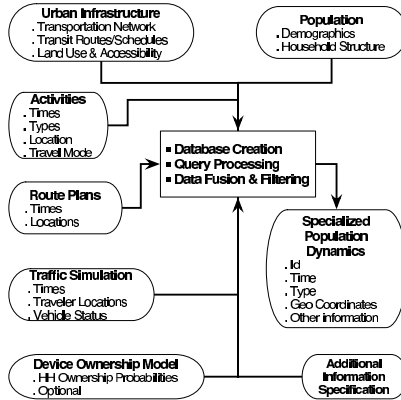 Urban Infrastructure
. Transportation Network
. Transit Routes/Schedules
. Land Use & Accessibility
Population
. Demographics
. Household Structure
Activities
. Times
. Types
. Location
. Travel Mode
▪ Database Creation
▪ Query Processing
▪ Data Fusion & Filtering
Route Plans
. Times
. Locations
Specialized
Population
Dynamics
. Id
. Time
. Type
. Geo Coordinates
. Other information
Traffic Simulation
. Times
. Traveler Locations
. Vehicle Status
Device Ownership Model
. HH Ownership Probabilities
. Optional
Additional
Information
Specification